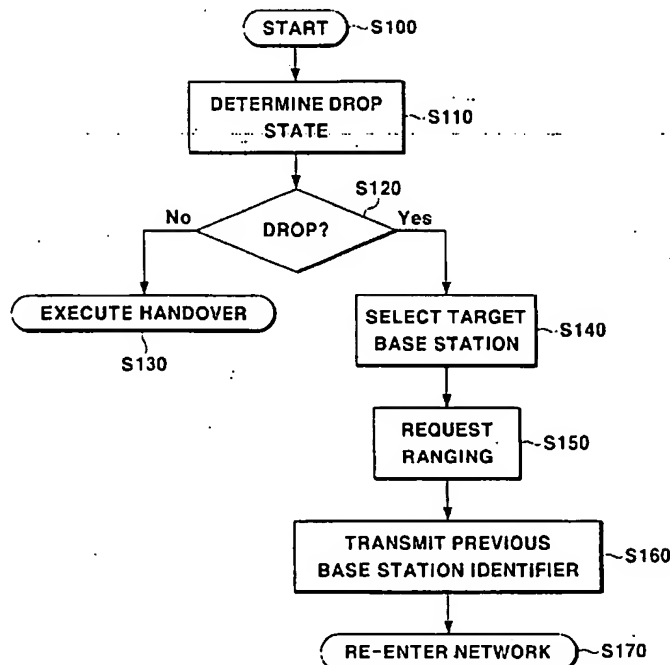 START
S100
DETERMINE DROP
STATE
S110
S120
No
DROP?
Yes
EXECUTE HANDOVER
S130
SELECT TARGET
BASE STATION
S140
REQUEST
RANGING
S150
TRANSMIT PREVIOUS
BASE STATION IDENTIFIER
S160
RE-ENTER NETWORK
S170